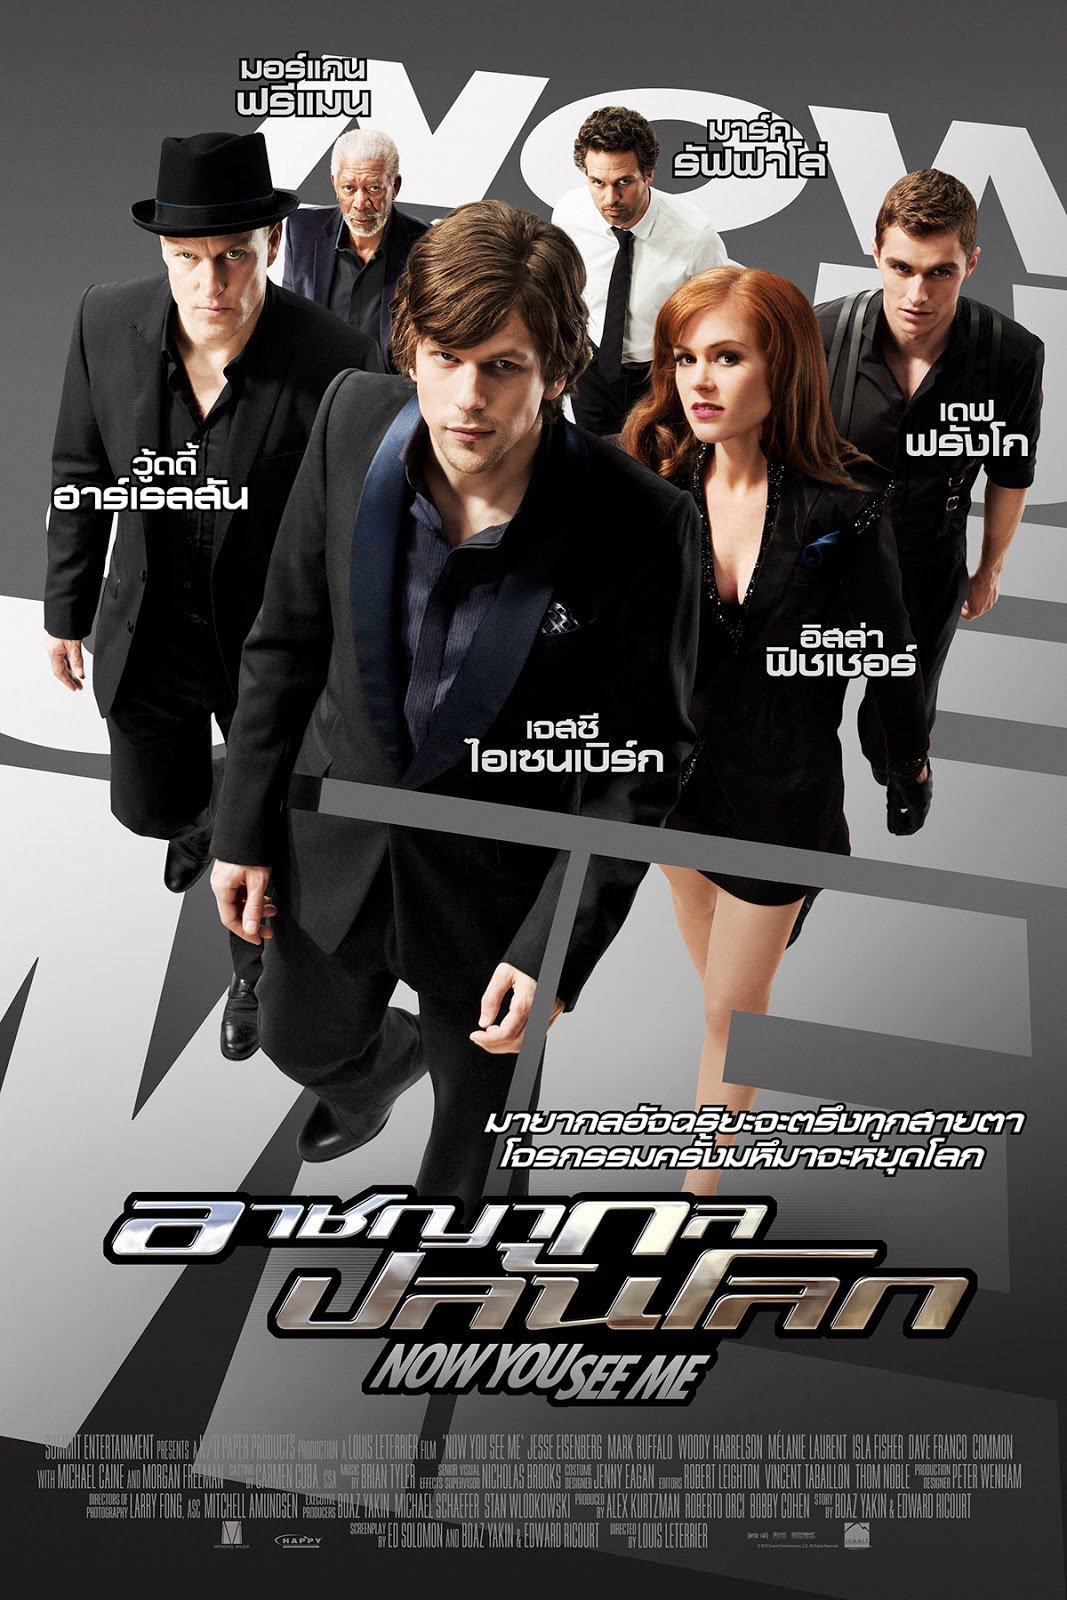 NOW
YOU
SEE
ME
มอร์แกน
ฟรีแมน
มาร์ค
รัฟฟาโล่
เดฟ
ฟรังโก
วู้ดดี้
ฮาร์เรลสัน
อิสล่า
ฟิชเชอร์
เจสซี
ไอเซนเบิร์ก
มายากลอัจฉริยะจะตรึงทุกสายตา
โจรกรรมครั้งมหึมาจะหยุดโลก
อาชญากล
ปล้นโลก
NOW YOU SEE ME
SUMMIT ENTERTAINMENT PRESENTS A K/O PAPER PRODUCTS PRODUCTION A LOUIS LETERRIER FILM "NOW YOU SEE ME" JESSE EISENBERG MARK RUFFALO WOODY HARRELSON MÉLANIE LAURENT ISLA FISHER DAVE FRANCO COMMON
WITH MICHAEL CAINE AND MORGAN FREEMAN CASTING BY CARMEN CUBA, CSA MUSIC BY BRIAN TYLER SENIOR VISUAL EFFECTS SUPERVISOR NICHOLAS BROOKS COSTUME DESIGNER JENNY EAGAN EDITORS ROBERT LEIGHTON VINCENT TABAILLON THOM NOBLE PRODUCTION DESIGNER PETER WENHAM
DIRECTORS OF PHOTOGRAPHY LARRY FONG, ASC MITCHELL AMUNDSEN EXECUTIVE PRODUCERS BOAZ YAKIN MICHAEL SCHAEFER STAN WLODKOWSKI PRODUCED BY ALEX KURTZMAN ROBERTO ORCI BOBBY COHEN STORY BY BOAZ YAKIN & EDWARD RICOURT
SCREENPLAY BY ED SOLOMON AND BOAZ YAKIN & EDWARD RICOURT DIRECTED BY LOUIS LETERRIER
MONGKOL MAJOR
HAPPY
SUMMIT